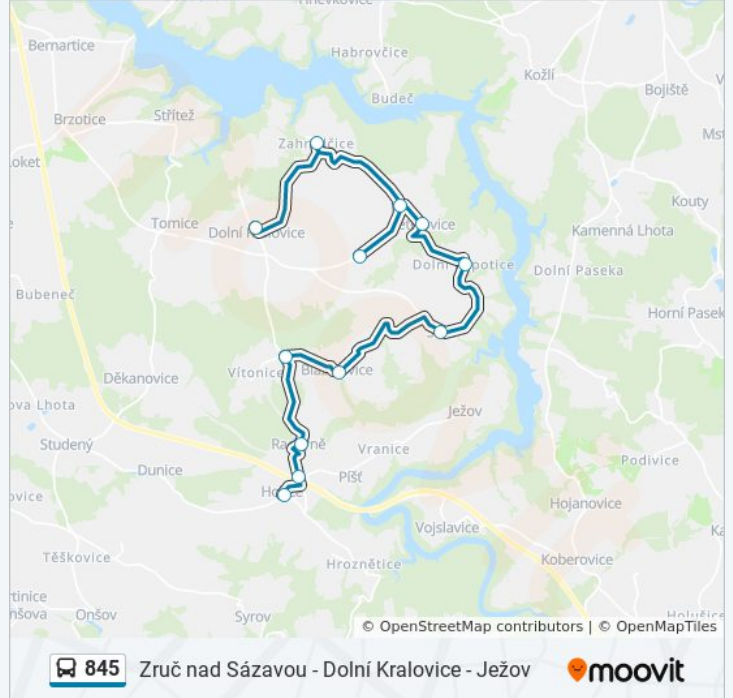 Hněvkovice
Bernartice
Habrovčice
Kožlí
Bojiště
Budeč
Brzotice
Střítež
Zahrádčice
Loket
Kouty
Tomice
Dolní Kralovice
Kamenná Lhota
Dolní Paseka
Bubeneč
Děkanovice
Vítonice
Ježov
Studený
Vranice
Podivice
Dunice
Píšť
Hojanovice
Vojslavice
Těškovice
Koberovice
Hroznětice
Onšov
Syrov
© OpenStreetMap contributors | © OpenMapTiles
845 Zruč nad Sázavou - Dolní Kralovice - Ježov moovit